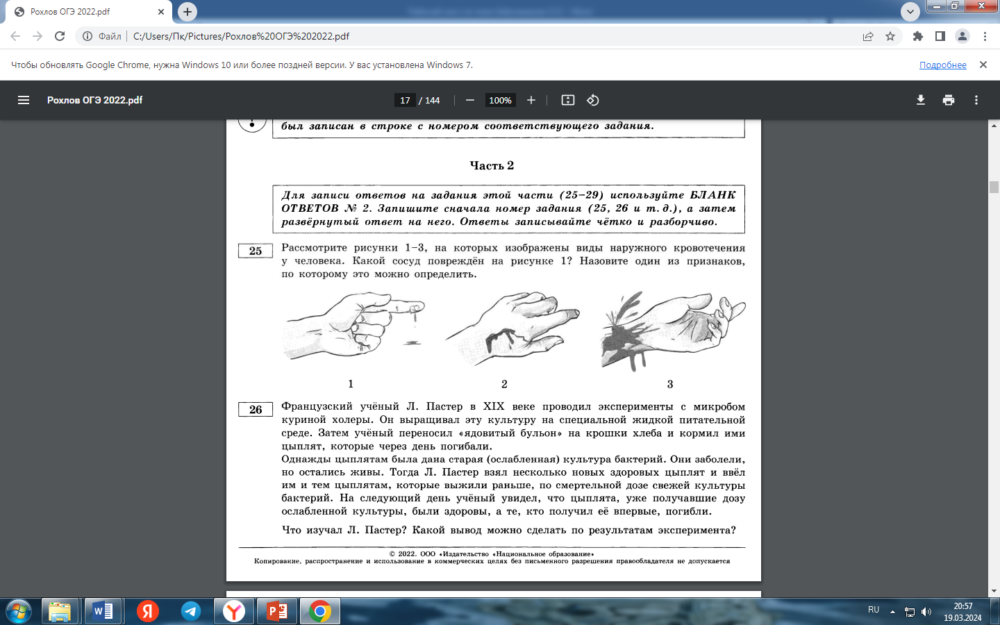 Рохлов ОГЭ 2022.pdf
Файл
C:/Users/Пк/Pictures/Рохлов%20ОГЭ%202022.pdf
Чтобы обновлять Google Chrome, нужна Windows 10 или более поздней версии. У вас установлена Windows 7.
Подробнее
Рохлов ОГЭ 2022.pdf
17 / 144
100%
был записан в строке с номером соответствующего задания.
Часть 2
Для записи ответов на задания этой части (25–29) используйте БЛАНК
ОТВЕТОВ № 2. Запишите сначала номер задания (25, 26 и т. д.), а затем
развёрнутый ответ на него. Ответы записывайте чётко и разборчиво.
25
Рассмотрите рисунки 1–3, на которых изображены виды наружного кровотечения
у человека. Какой сосуд повреждён на рисунке 1? Назовите один из признаков,
по которому это можно определить.
1
2
3
26
Французский учёный Л. Пастер в XIX веке проводил эксперименты с микробом
куриной холеры. Он выращивал эту культуру на специальной жидкой питательной
среде. Затем учёный переносил «ядовитый бульон» на крошки хлеба и кормил ими
цыплят, которые через день погибали.
Однажды цыплятам была дана старая (ослабленная) культура бактерий. Они заболели,
но остались живы. Тогда Л. Пастер взял несколько новых здоровых цыплят и ввёл
им и тем цыплятам, которые выжили раньше, по смертельной дозе свежей культуры
бактерий. На следующий день учёный увидел, что цыплята, уже получавшие дозу
ослабленной культуры, были здоровы, а те, кто получил её впервые, погибли.
Что изучал Л. Пастер? Какой вывод можно сделать по результатам эксперимента?
© 2022. ООО «Издательство «Национальное образование»
Копирование, распространение и использование в коммерческих целях без письменного разрешения правообладателя не допускается
RU
20:57
19.03.2024